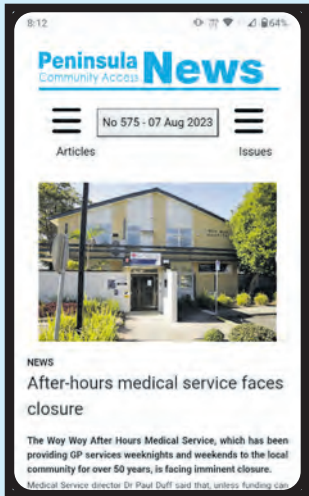 8:12
64%
Peninsula
Community Access
News
No 575 - 07 Aug 2023
Articles
Issues
NEWS
After-hours medical service faces
closure
The Woy Woy After Hours Medical Service, which has been
providing GP services weeknights and weekends to the local
community for over 50 years, is facing imminent closure.
Medical Service director Dr Paul Duff said that, unless funding can